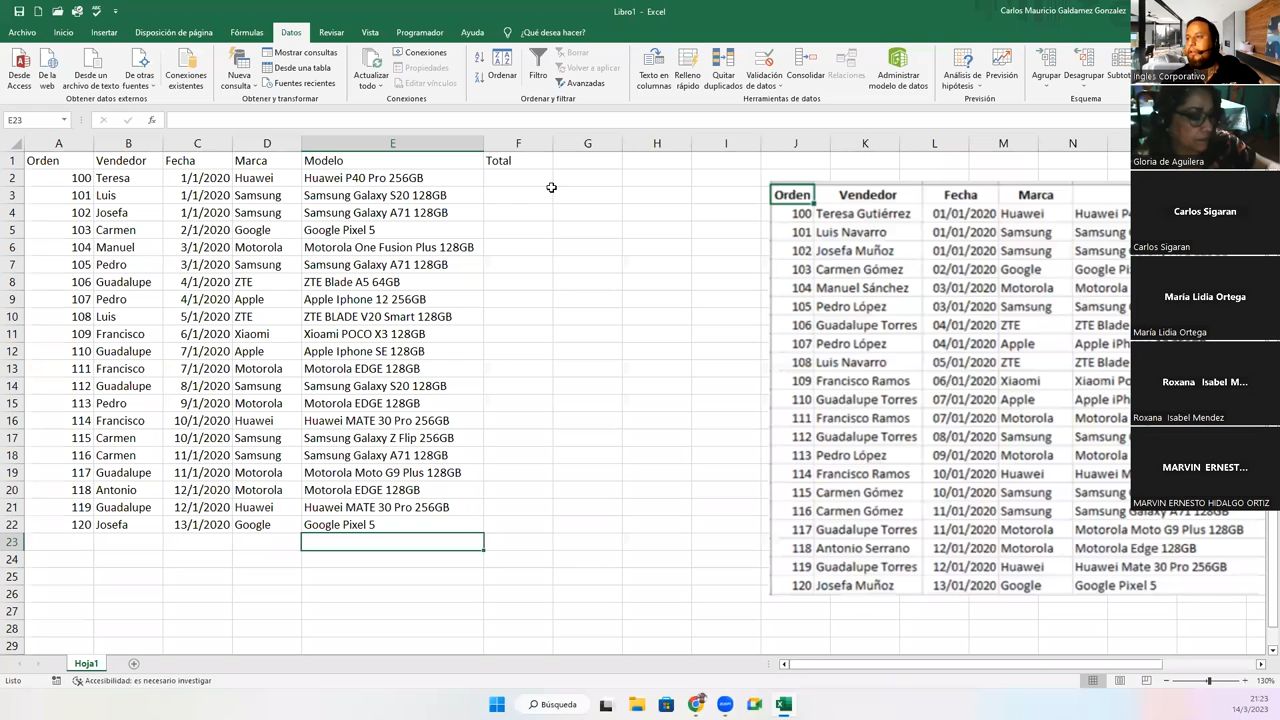 Libro1 - Excel
Carlos Mauricio Galdamez Gonzalez
Archivo Inicio Insertar Disposición de página Fórmulas Datos Revisar Vista Programador Ayuda ¿Qué desea hacer?
Desde Access
De la web
Desde un archivo de texto
De otras fuentes
Conexiones existentes
Obtener datos externos
Nueva consulta
Mostrar consultas
Desde una tabla
Fuentes recientes
Obtener y transformar
Actualizar todo
Conexiones
Propiedades
Editar vínculos
Conexiones
Ordenar
Filtro
Borrar
Volver a aplicar
Avanzadas
Ordenar y filtrar
Texto en columnas
Relleno rápido
Quitar duplicados
Validación de datos
Consolidar
Relaciones
Administrar modelo de datos
Herramientas de datos
Análisis de hipótesis
Previsión
Previsión
Agrupar
Desagrupar
Subtot
Esquema
E23 fx
A B C D E F G H I J K L M N
1 Orden Vendedor Fecha Marca Modelo Total
2 100 Teresa 1/1/2020 Huawei Huawei P40 Pro 256GB
3 101 Luis 1/1/2020 Samsung Samsung Galaxy S20 128GB
4 102 Josefa 1/1/2020 Samsung Samsung Galaxy A71 128GB
5 103 Carmen 2/1/2020 Google Google Pixel 5
6 104 Manuel 3/1/2020 Motorola Motorola One Fusion Plus 128GB
7 105 Pedro 3/1/2020 Samsung Samsung Galaxy A71 128GB
8 106 Guadalupe 4/1/2020 ZTE ZTE Blade A5 64GB
9 107 Pedro 4/1/2020 Apple Apple Iphone 12 256GB
10 108 Luis 5/1/2020 ZTE ZTE BLADE V20 Smart 128GB
11 109 Francisco 6/1/2020 Xiaomi Xioami POCO X3 128GB
12 110 Guadalupe 7/1/2020 Apple Apple Iphone SE 128GB
13 111 Francisco 7/1/2020 Motorola Motorola EDGE 128GB
14 112 Guadalupe 8/1/2020 Samsung Samsung Galaxy S20 128GB
15 113 Pedro 9/1/2020 Motorola Motorola EDGE 128GB
16 114 Francisco 10/1/2020 Huawei Huawei MATE 30 Pro 256GB
17 115 Carmen 10/1/2020 Samsung Samsung Galaxy Z Flip 256GB
18 116 Carmen 11/1/2020 Samsung Samsung Galaxy A71 128GB
19 117 Guadalupe 11/1/2020 Motorola Motorola Moto G9 Plus 128GB
20 118 Antonio 12/1/2020 Motorola Motorola EDGE 128GB
21 119 Guadalupe 12/1/2020 Huawei Huawei MATE 30 Pro 256GB
22 120 Josefa 13/1/2020 Google Google Pixel 5
23
24
25
26
27
28
29
Orden Vendedor Fecha Marca
100 Teresa Gutiérrez 01/01/2020 Huawei Huawei P4
101 Luis Navarro 01/01/2020 Samsung Samsung
102 Josefa Muñoz 01/01/2020 Samsung Samsung
103 Carmen Gómez 02/01/2020 Google Google Pi
104 Manuel Sánchez 03/01/2020 Motorola Motorola
105 Pedro López 03/01/2020 Samsung Samsung
106 Guadalupe Torres 04/01/2020 ZTE ZTE Blade
107 Pedro López 04/01/2020 Apple Apple iPh
108 Luis Navarro 05/01/2020 ZTE ZTE Blade
109 Francisco Ramos 06/01/2020 Xiaomi Xiaomi Po
110 Guadalupe Torres 07/01/2020 Apple Apple iPh
111 Francisco Ramos 07/01/2020 Motorola Motorola
112 Guadalupe Torres 08/01/2020 Samsung Samsung
113 Pedro López 09/01/2020 Motorola Motorola
114 Francisco Ramos 10/01/2020 Huawei Huawei M
115 Carmen Gómez 10/01/2020 Samsung Samsung
116 Carmen Gómez 11/01/2020 Samsung Samsung Galaxy A71 128GB
117 Guadalupe Torres 11/01/2020 Motorola Motorola Moto G9 Plus 128GB
118 Antonio Serrano 12/01/2020 Motorola Motorola Edge 128GB
119 Guadalupe Torres 12/01/2020 Huawei Huawei Mate 30 Pro 256GB
120 Josefa Muñoz 13/01/2020 Google Google Pixel 5
Ingles Corporativo
Gloria de Aguilera
Carlos Sigaran
Carlos Sigaran
María Lidia Ortega
María Lidia Ortega
Roxana Isabel M...
Roxana Isabel Mendez
MARVIN ERNEST...
MARVIN ERNESTO HIDALGO ORTIZ
Hoja1
Listo
Accesibilidad: es necesario investigar
130%
Búsqueda
21:23
14/3/2023